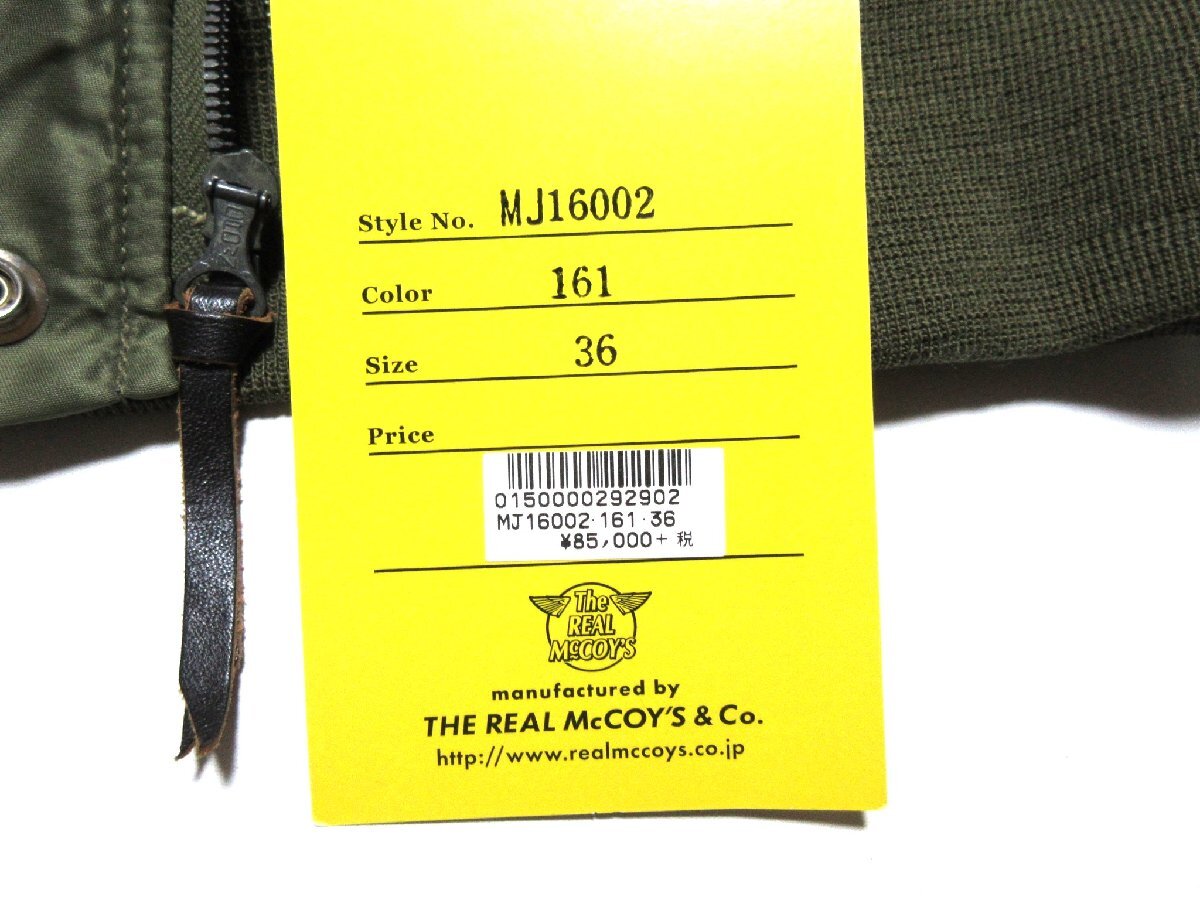 Style No. MJ16002
Color 161
Size 36
Price
0150000292902
MJ16002·161·36
¥85,000+ 税
The
REAL
McCOY'S
manufactured by
THE REAL McCOY'S & Co.
http://www.realmccoys.co.jp